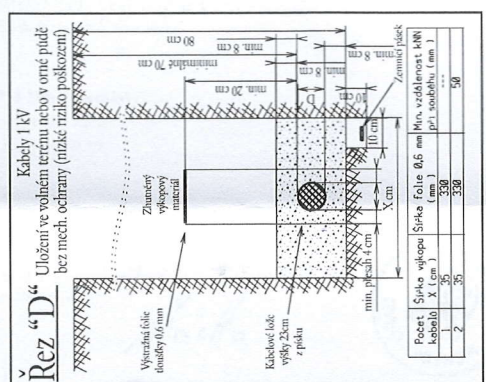 Řez "D"
Kabely 1 kV
Uložení ve volném terénu nebo v orné půdě
bez mech. ochrany (nízké riziko poškození)
Výstražná folie
tloušťky 0,6 mm
Zhutněný
výkopový
materiál
Kabelové lože
výšky 23cm
z písku
min. přesah 4 cm
X cm
10 cm
Zemnící pásek
min. 20 cm
D
10 cm
minimálně 70 cm
min. 8 cm
min. 8 cm
80 cm
min. 8 cm
Počet kabelů
Šířka výkopu X ( cm )
Šířka folie 0,6 mm ( mm )
Min. vzdálenost kNN při souběhu ( mm )
1 35 330 ---
2 35 330 50